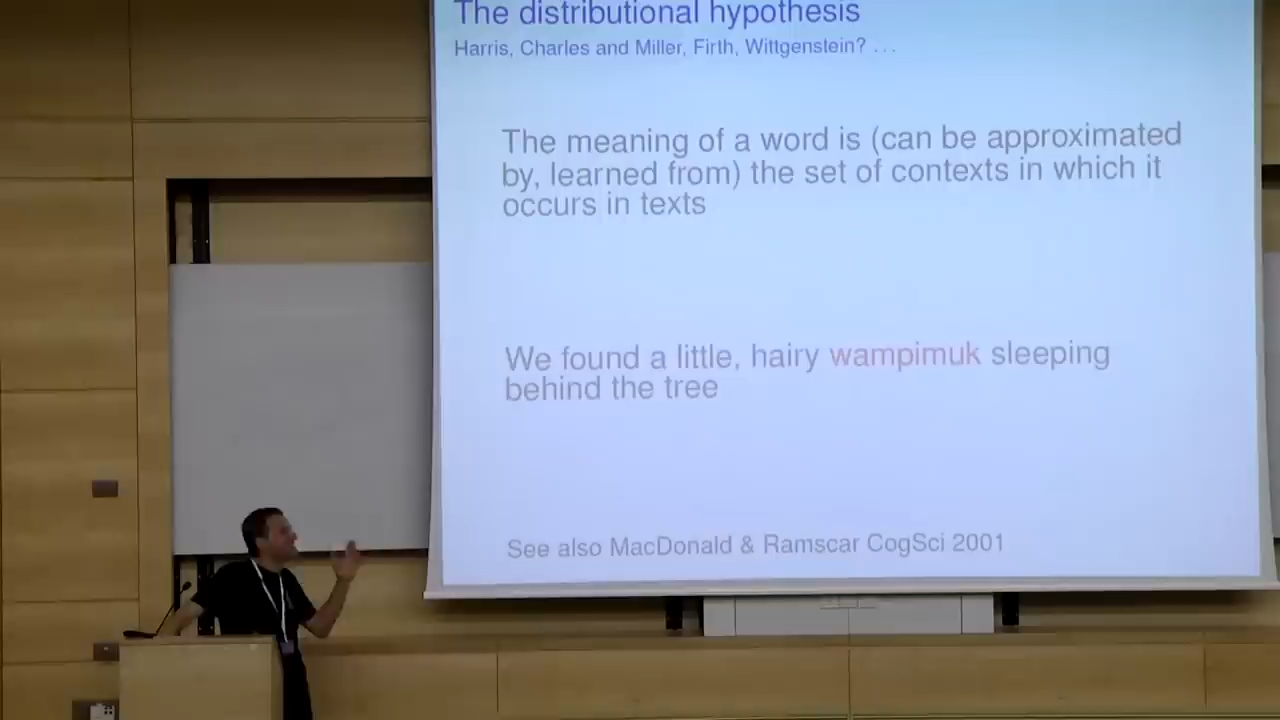 The distributional hypothesis
Harris, Charles and Miller, Firth, Wittgenstein? ...
The meaning of a word is (can be approximated
by, learned from) the set of contexts in which it
occurs in texts
We found a little, hairy wampimuk sleeping
behind the tree
See also MacDonald & Ramscar CogSci 2001